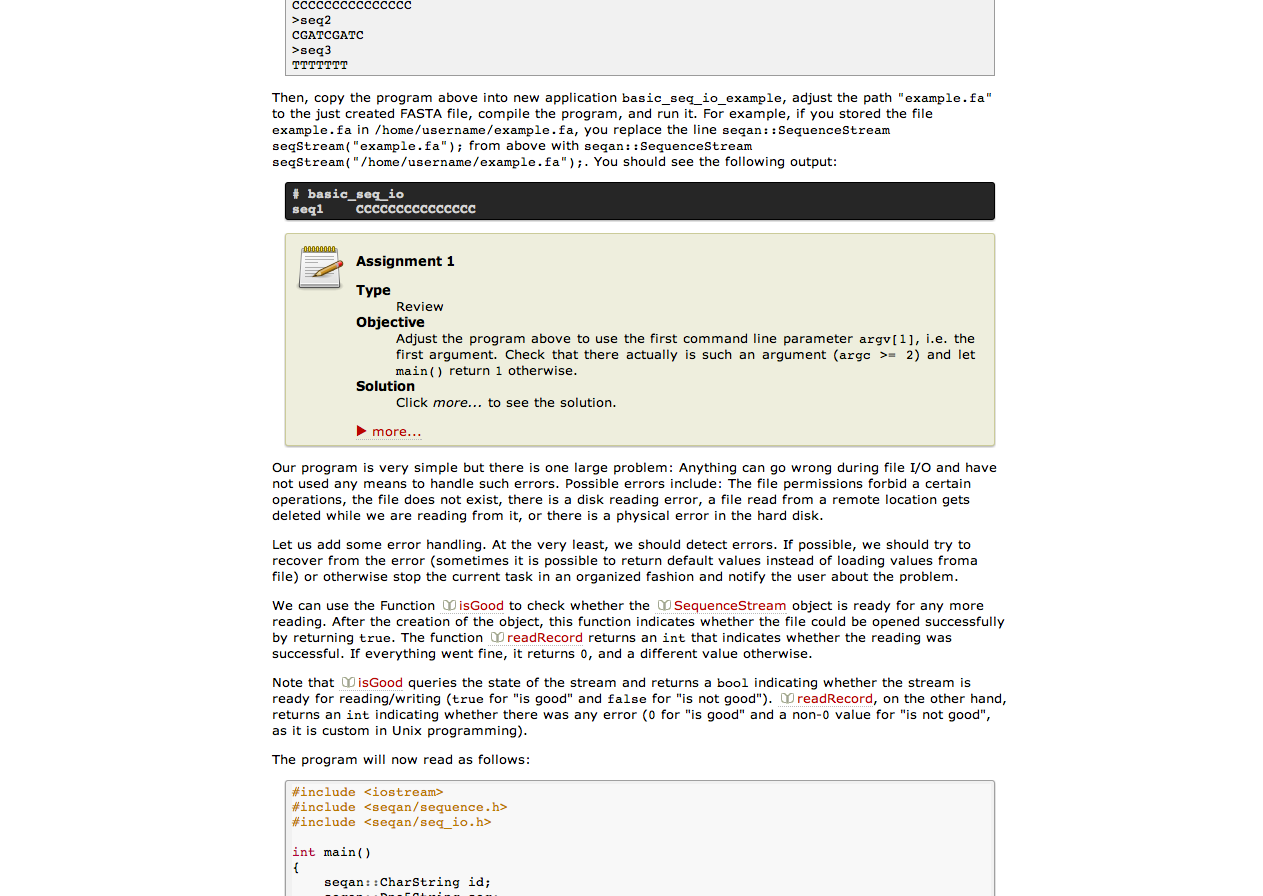 CCCCCCCCCCCCCCC
>seq2
CGATCGATC
>seq3
TTTTTTT
Then, copy the program above into new application basic_seq_io_example, adjust the path "example.fa"
to the just created FASTA file, compile the program, and run it. For example, if you stored the file
example.fa in /home/username/example.fa, you replace the line seqan::SequenceStream
seqStream("example.fa"); from above with seqan::SequenceStream
seqStream("/home/username/example.fa");. You should see the following output:
# basic_seq_io
seq1    CCCCCCCCCCCCCCC
Assignment 1
Type
Review
Objective
Adjust the program above to use the first command line parameter argv[1], i.e. the
first argument. Check that there actually is such an argument (argc >= 2) and let
main() return 1 otherwise.
Solution
Click more... to see the solution.
more...
Our program is very simple but there is one large problem: Anything can go wrong during file I/O and have
not used any means to handle such errors. Possible errors include: The file permissions forbid a certain
operations, the file does not exist, there is a disk reading error, a file read from a remote location gets
deleted while we are reading from it, or there is a physical error in the hard disk.
Let us add some error handling. At the very least, we should detect errors. If possible, we should try to
recover from the error (sometimes it is possible to return default values instead of loading values froma
file) or otherwise stop the current task in an organized fashion and notify the user about the problem.
We can use the Function isGood to check whether the SequenceStream object is ready for any more
reading. After the creation of the object, this function indicates whether the file could be opened successfully
by returning true. The function readRecord returns an int that indicates whether the reading was
successful. If everything went fine, it returns 0, and a different value otherwise.
Note that isGood queries the state of the stream and returns a bool indicating whether the stream is
ready for reading/writing (true for "is good" and false for "is not good"). readRecord, on the other hand,
returns an int indicating whether there was any error (0 for "is good" and a non-0 value for "is not good",
as it is custom in Unix programming).
The program will now read as follows:
#include <iostream>
#include <seqan/sequence.h>
#include <seqan/seq_io.h>
int main()
{
seqan::CharString id;